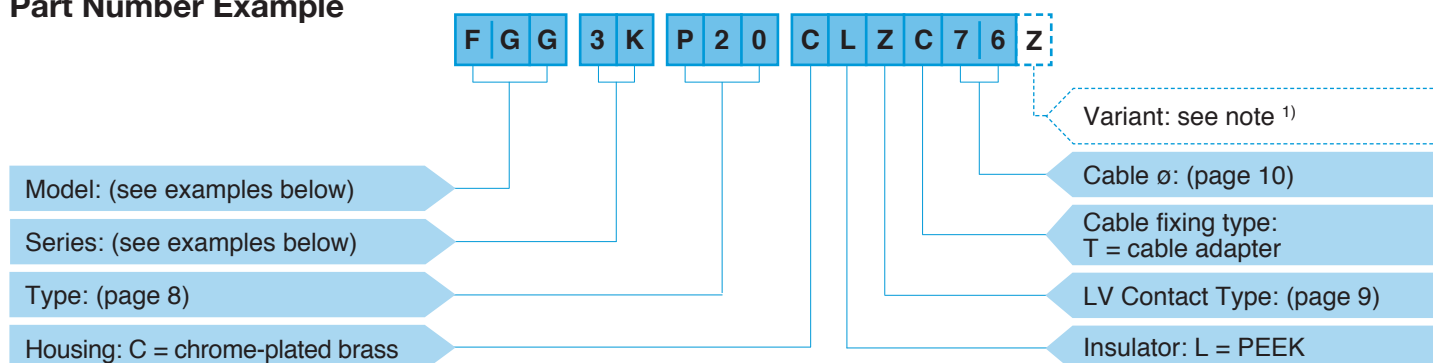 Part Number Example
F G G 3 K P 2 0 C L Z C 7 6 Z
Variant: see note 1)
Model: (see examples below)
Cable ø: (page 10)
Series: (see examples below)
Cable fixing type:
T = cable adapter
Type: (page 8)
LV Contact Type: (page 9)
Housing: C = chrome-plated brass
Insulator: L = PEEK